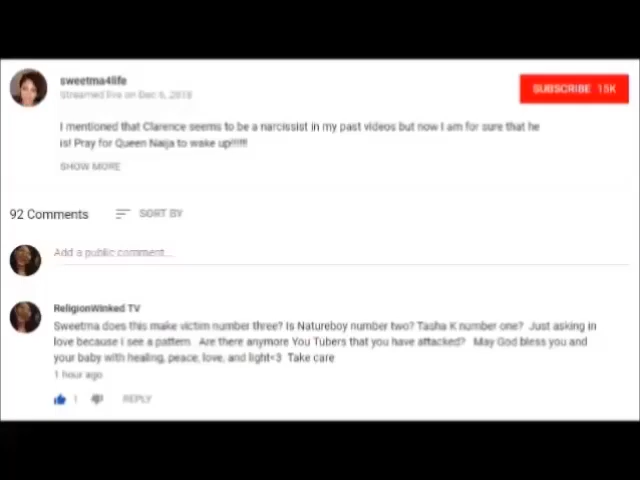 sweetma4life
Streamed live on Dec 6, 2018
SUBSCRIBE 15K
I mentioned that Clarence seems to be a narcissist in my past videos but now I am for sure that he
is! Pray for Queen Naija to wake up!!!!!!
SHOW MORE
92 Comments
SORT BY
Add a public comment...
ReligionWinked TV
Sweetma does this make victim number three? Is Natureboy number two? Tasha K number one? Just asking in
love because I see a pattern. Are there anymore You Tubers that you have attacked? May God bless you and
your baby with healing, peace, love, and light<3 Take care
1 hour ago
1
REPLY